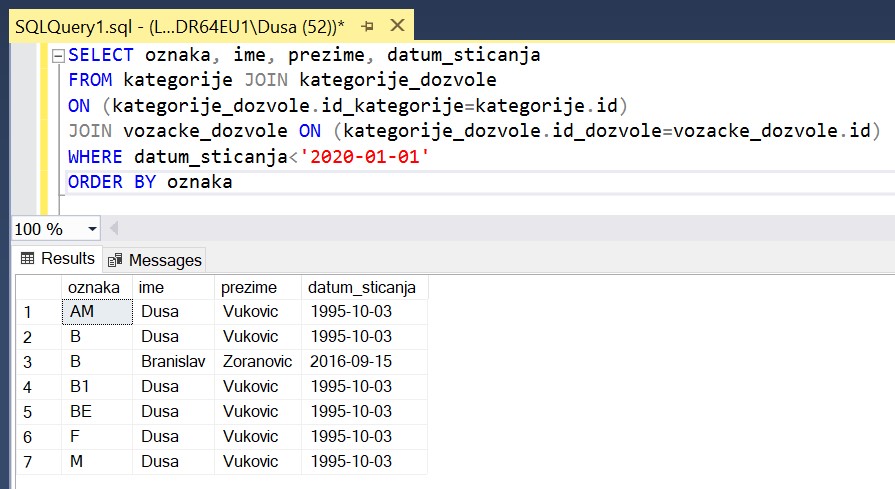 SQLQuery1.sql - (L...DR64EU1\Dusa (52))*
SELECT oznaka, ime, prezime, datum_sticanja
FROM kategorije JOIN kategorije_dozvole
ON (kategorije_dozvole.id_kategorije=kategorije.id)
JOIN vozacke_dozvole ON (kategorije_dozvole.id_dozvole=vozacke_dozvole.id)
WHERE datum_sticanja<'2020-01-01'
ORDER BY oznaka
100 %
Results Messages
oznaka ime prezime datum_sticanja
1 AM Dusa Vukovic 1995-10-03
2 B Dusa Vukovic 1995-10-03
3 B Branislav Zoranovic 2016-09-15
4 B1 Dusa Vukovic 1995-10-03
5 BE Dusa Vukovic 1995-10-03
6 F Dusa Vukovic 1995-10-03
7 M Dusa Vukovic 1995-10-03